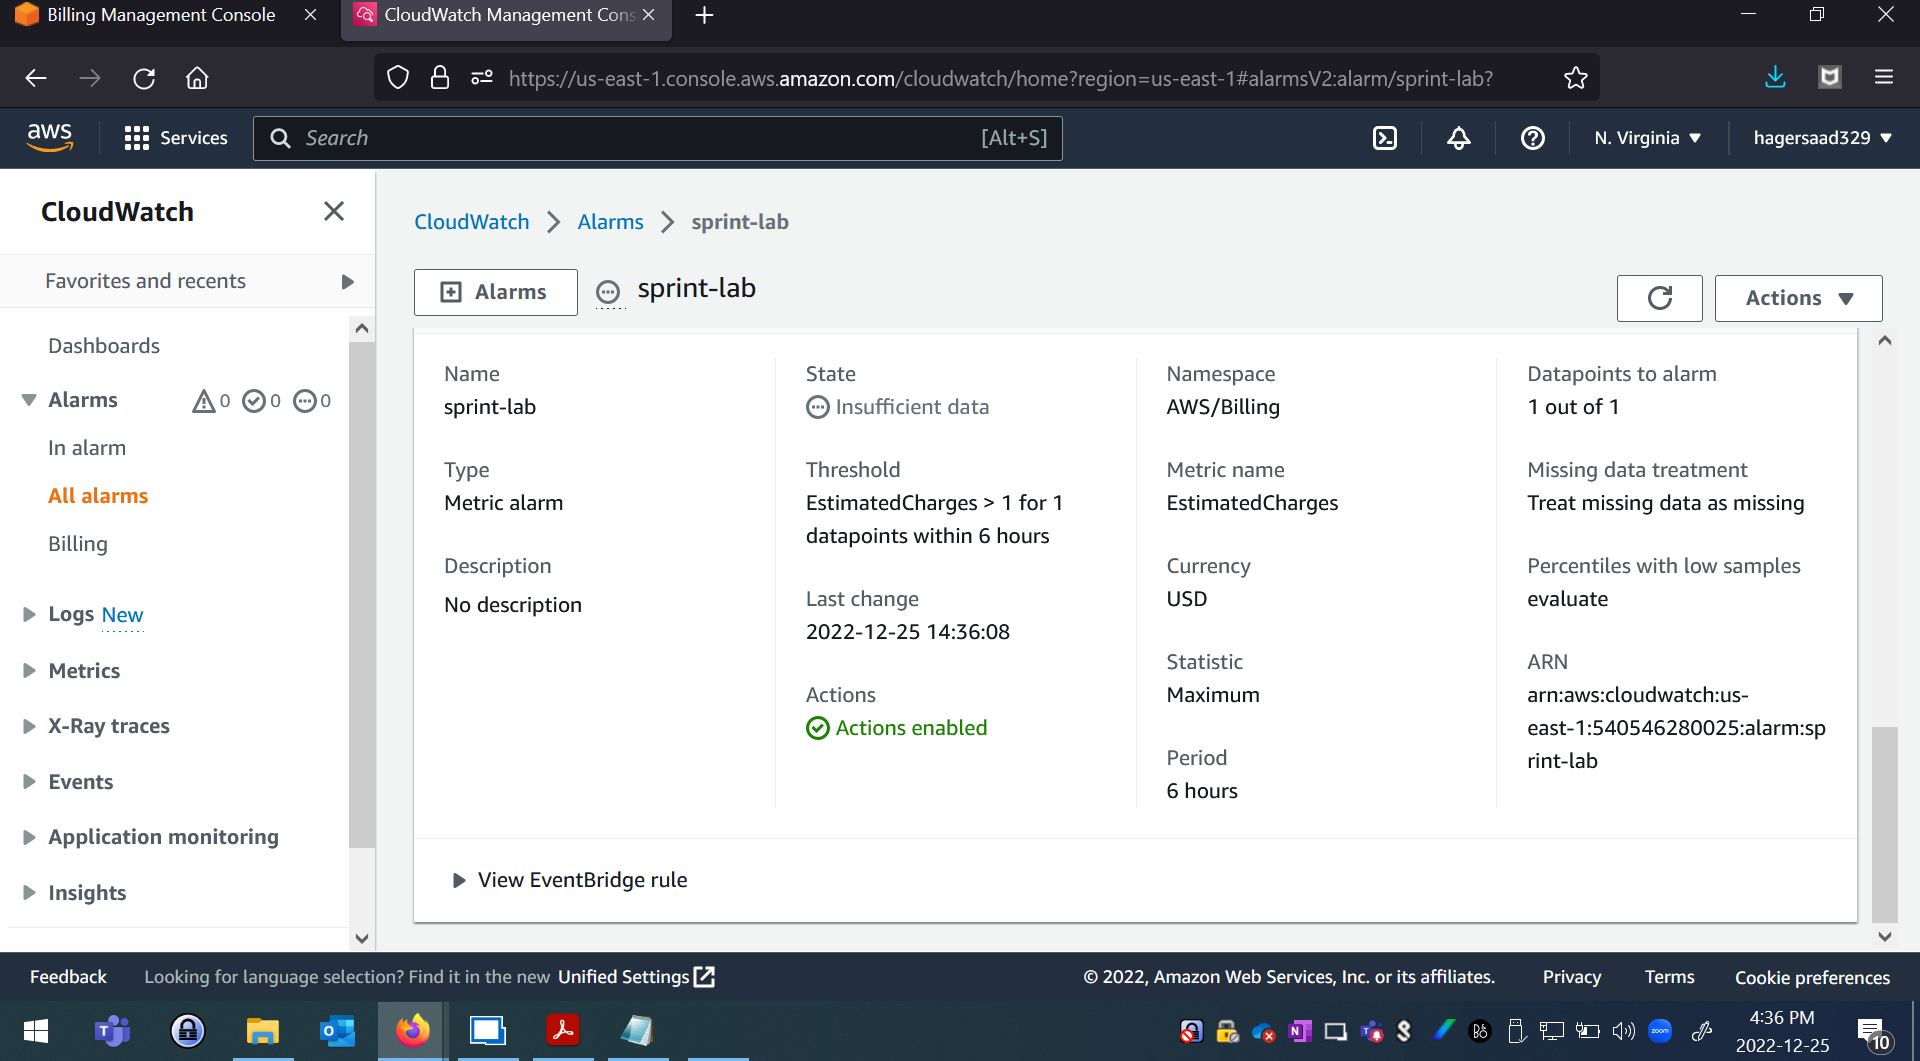 Billing Management Console
CloudWatch Management Cons
https://us-east-1.console.aws.amazon.com/cloudwatch/home?region=us-east-1#alarmsV2:alarm/sprint-lab?
aws
Services
Search
[Alt+S]
N. Virginia
hagersaad329
CloudWatch
Favorites and recents
Dashboards
Alarms
0
0
0
In alarm
All alarms
Billing
Logs New
Metrics
X-Ray traces
Events
Application monitoring
Insights
CloudWatch
Alarms
sprint-lab
Alarms
sprint-lab
Actions
Name
sprint-lab
Type
Metric alarm
Description
No description
State
Insufficient data
Threshold
EstimatedCharges > 1 for 1
datapoints within 6 hours
Last change
2022-12-25 14:36:08
Actions
Actions enabled
Namespace
AWS/Billing
Metric name
EstimatedCharges
Currency
USD
Statistic
Maximum
Period
6 hours
Datapoints to alarm
1 out of 1
Missing data treatment
Treat missing data as missing
Percentiles with low samples
evaluate
ARN
arn:aws:cloudwatch:us-
east-1:540546280025:alarm:sp
rint-lab
View EventBridge rule
Feedback
Looking for language selection? Find it in the new Unified Settings
© 2022, Amazon Web Services, Inc. or its affiliates.
Privacy
Terms
Cookie preferences
zoom
4:36 PM
2022-12-25
10